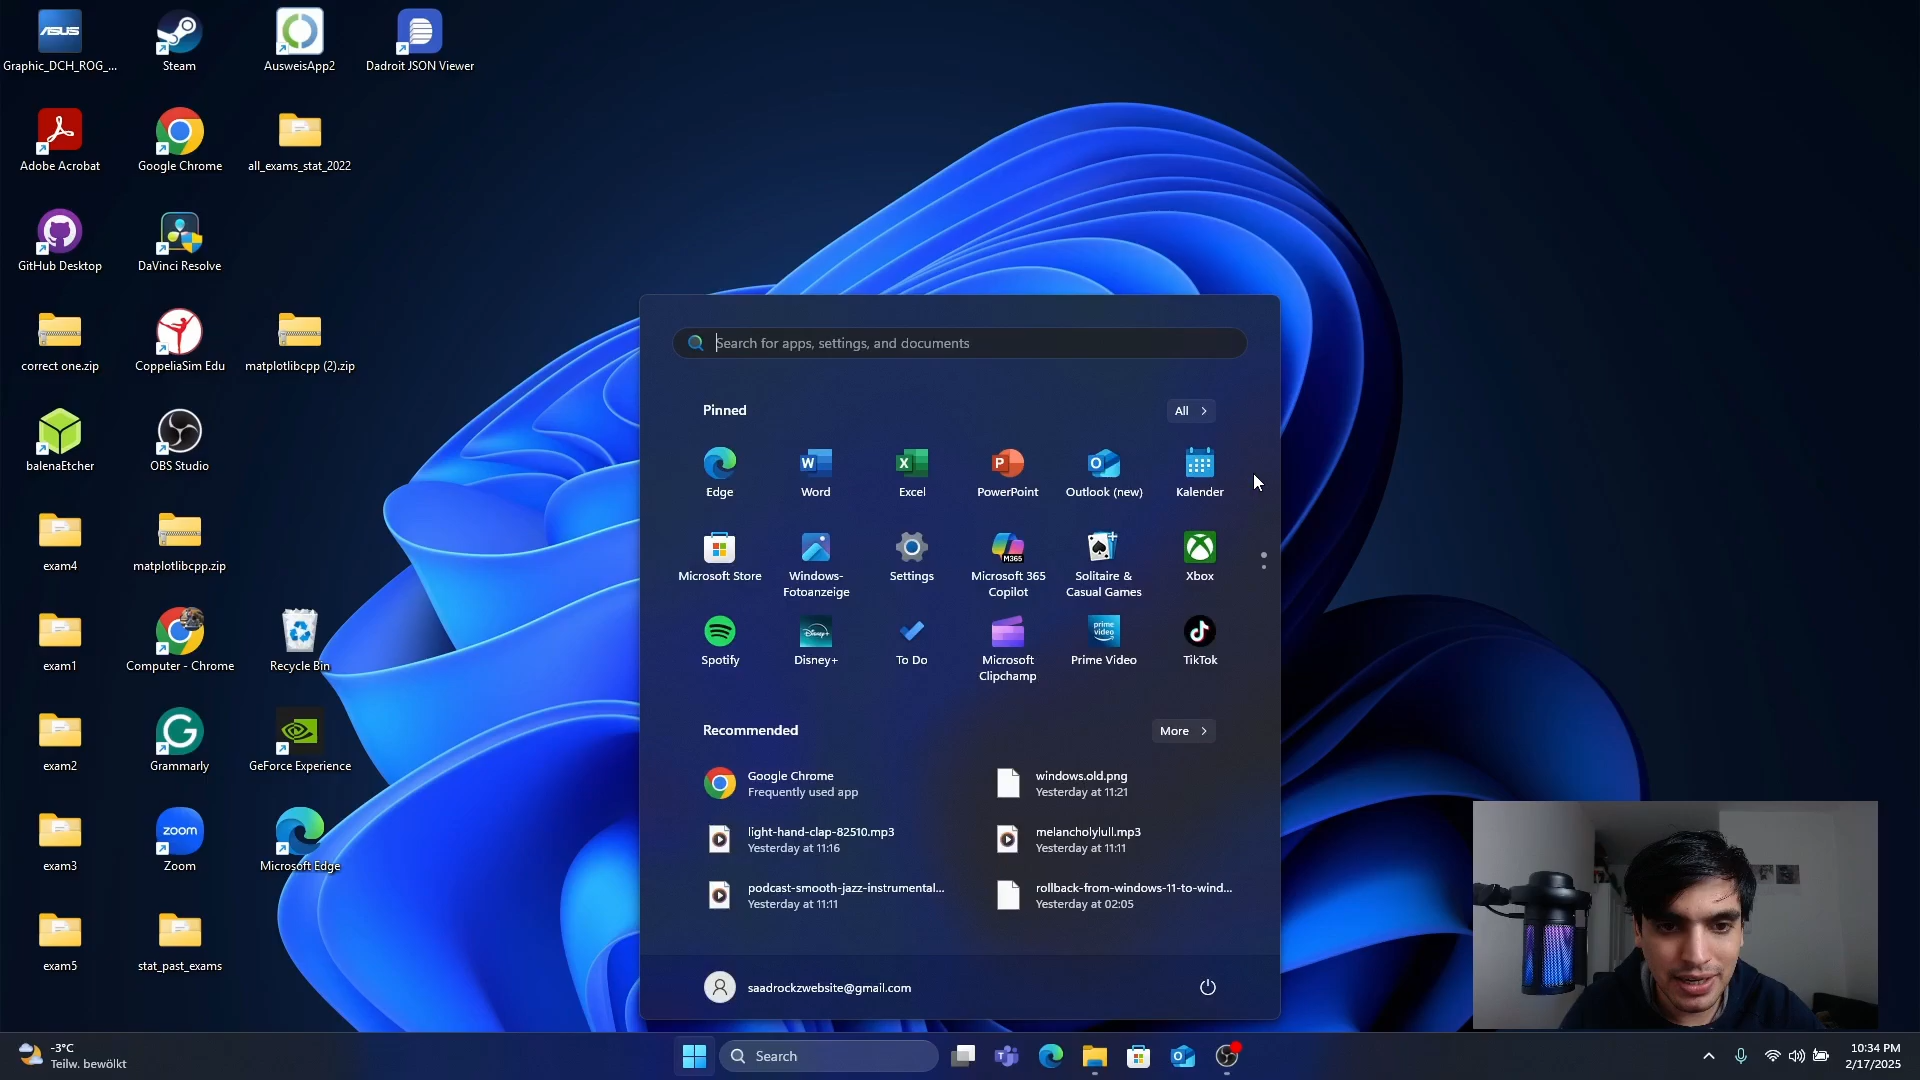 Graphic_DCH_ROG_...
Steam
AusweisApp2
Dadroit JSON Viewer
Adobe Acrobat
Google Chrome
all_exams_stat_2022
GitHub Desktop
DaVinci Resolve
correct one.zip
CoppeliaSim Edu
matplotlibcpp (2).zip
balenaEtcher
OBS Studio
exam4
matplotlibcpp.zip
exam1
Computer - Chrome
Recycle Bin
exam2
Grammarly
GeForce Experience
exam3
Zoom
Microsoft Edge
exam5
stat_past_exams
Search for apps, settings, and documents
Pinned
All
Edge
Word
Excel
PowerPoint
Outlook (new)
Kalender
Microsoft Store
Windows-
Fotoanzeige
Settings
Microsoft 365
Copilot
Solitaire &
Casual Games
Xbox
Spotify
Disney+
To Do
Microsoft
Clipchamp
Prime Video
TikTok
Recommended
More
Google Chrome
Frequently used app
windows.old.png
Yesterday at 11:21
light-hand-clap-82510.mp3
Yesterday at 11:16
melancholylull.mp3
Yesterday at 11:11
podcast-smooth-jazz-instrumental...
Yesterday at 11:11
rollback-from-windows-11-to-wind...
Yesterday at 02:05
saadrockzwebsite@gmail.com
-3°C
Teilw. bewölkt
Search
10:34 PM
2/17/2025
ASUS
zoom
M365
Disney+
prime
video